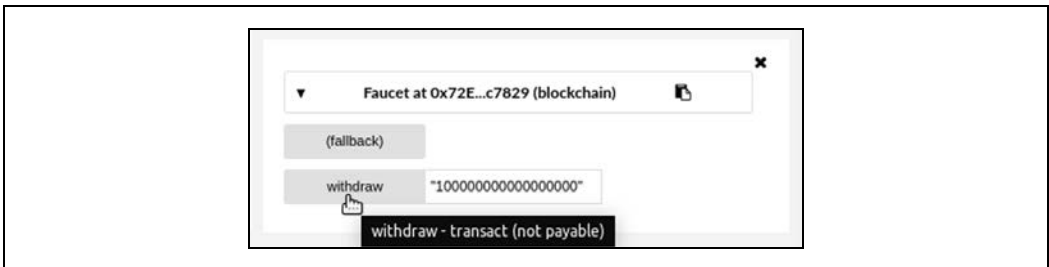 Faucet at 0x72E...c7829 (blockchain)
(fallback)
withdraw "100000000000000000"
withdraw - transact (not payable)